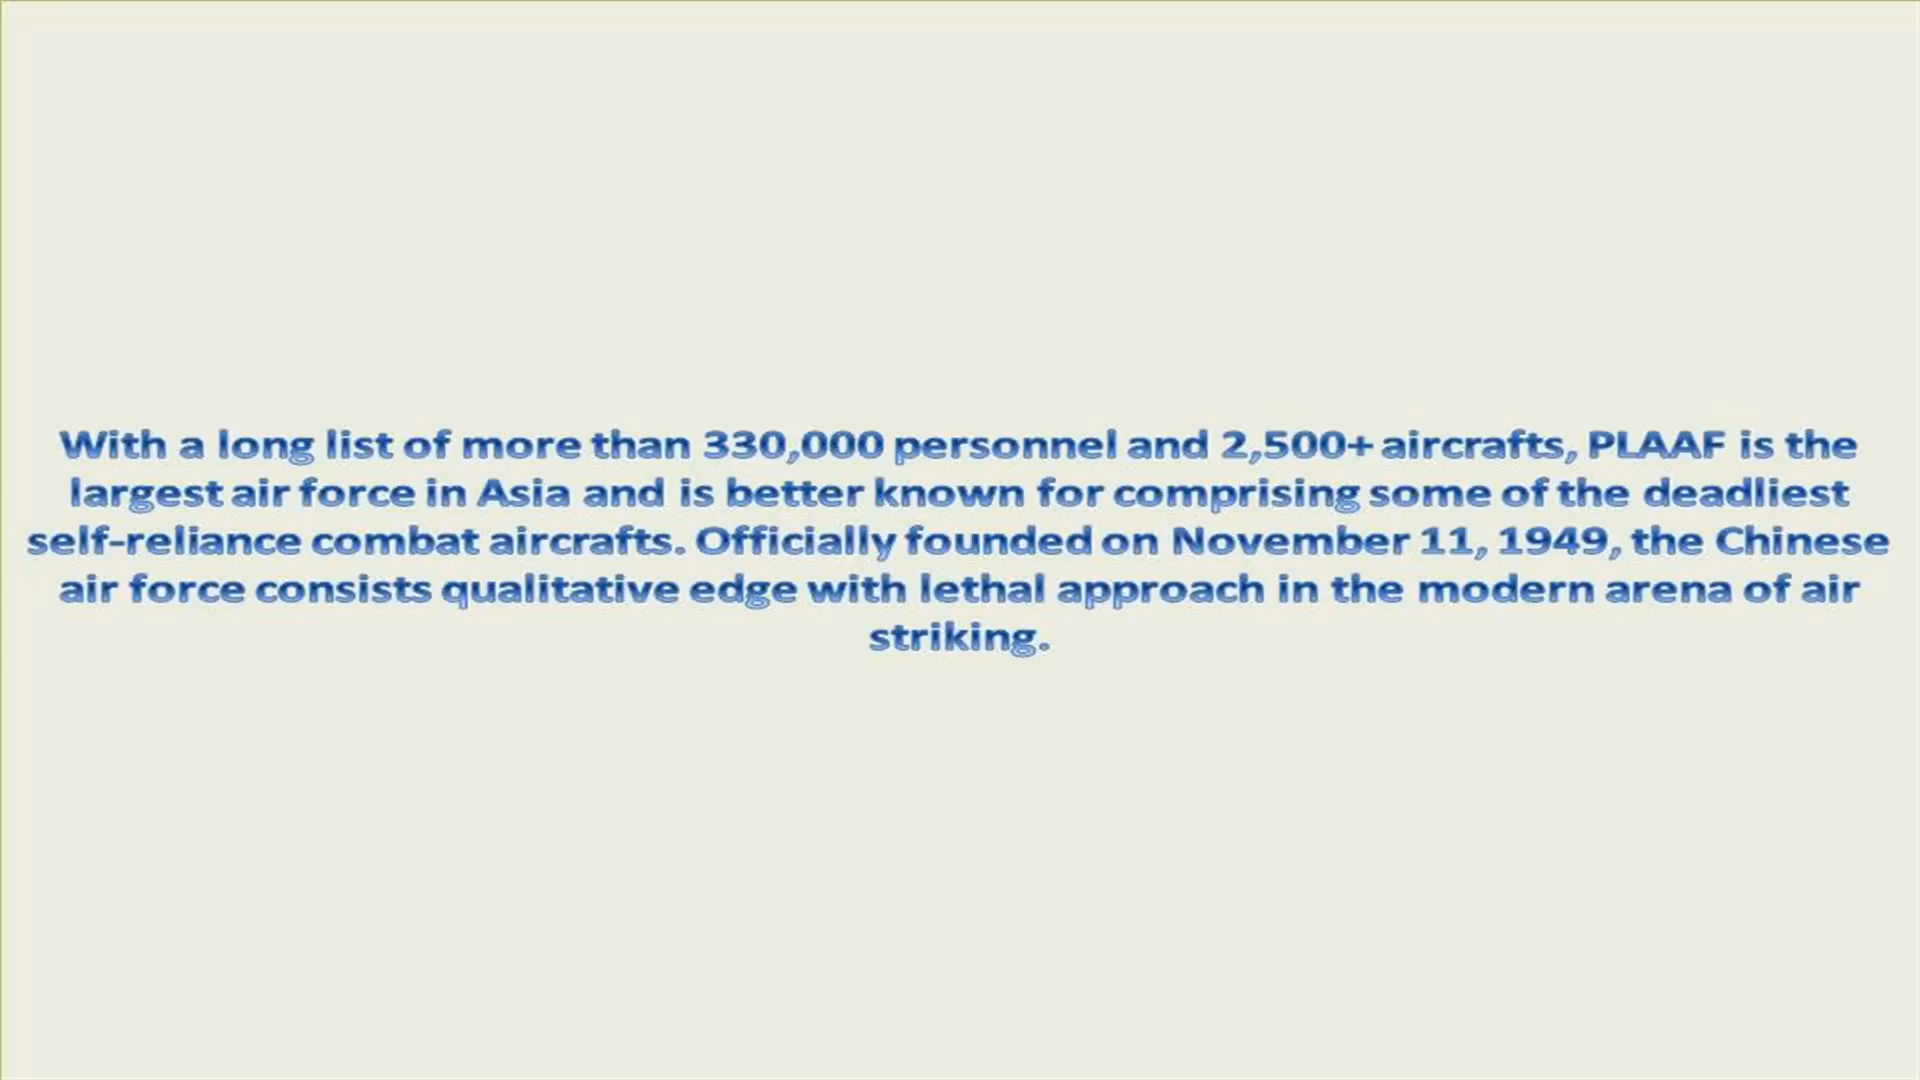 With a long list of more than 330,000 personnel and 2,500+ aircrafts, PLAAF is the
largest air force in Asia and is better known for comprising some of the deadliest
self-reliance combat aircrafts. Officially founded on November 11, 1949, the Chinese
air force consists qualitative edge with lethal approach in the modern arena of air
striking.